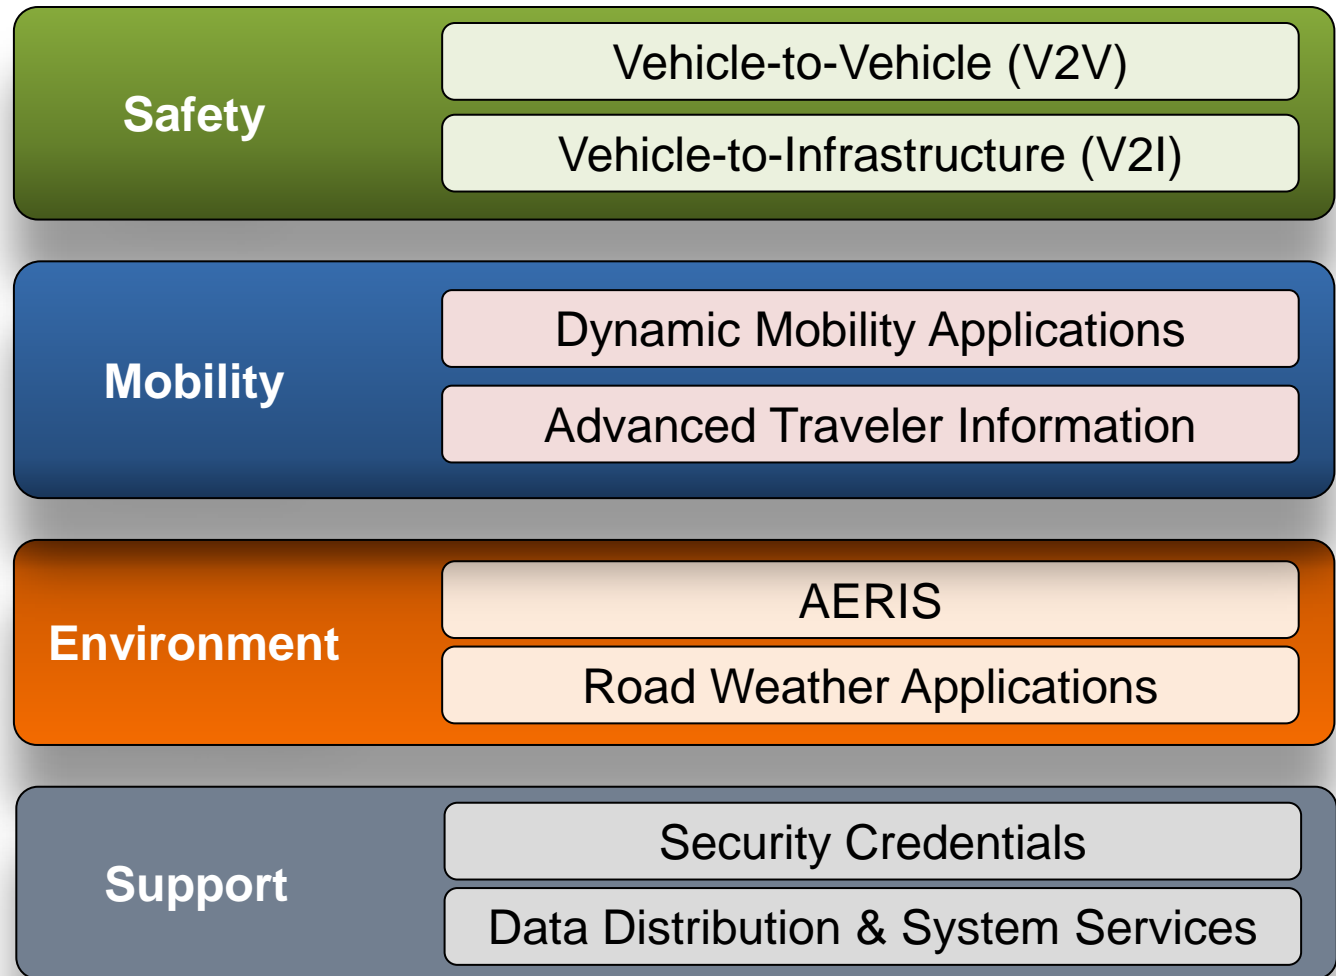 Safety
Vehicle-to-Vehicle (V2V)
Vehicle-to-Infrastructure (V2I)
Mobility
Dynamic Mobility Applications
Advanced Traveler Information
Environment
AERIS
Road Weather Applications
Support
Security Credentials
Data Distribution & System Services